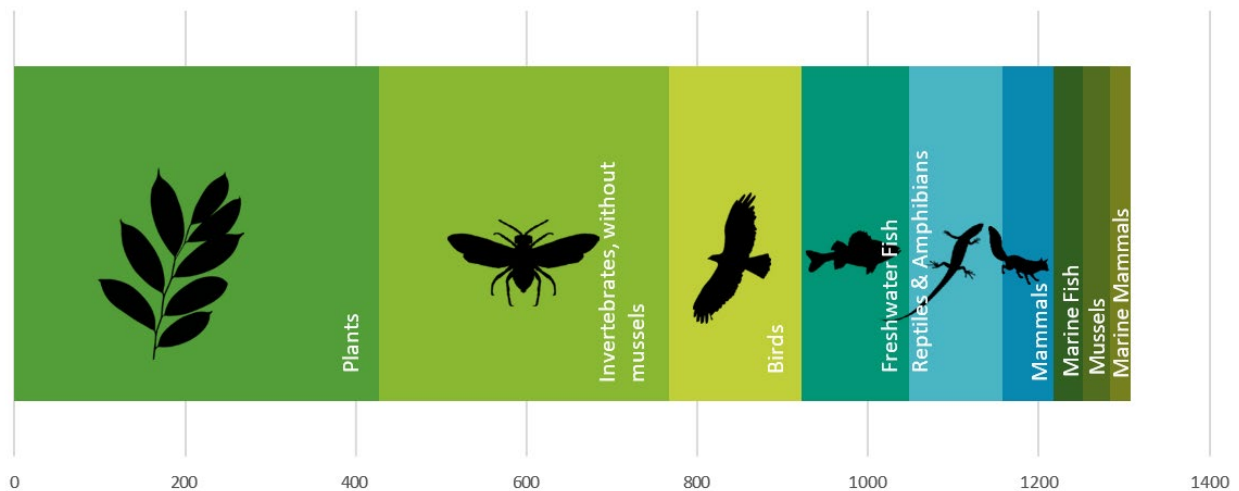 Plants
Invertebrates, without
mussels
Birds
Freshwater Fish
Reptiles & Amphibians
Mammals
Marine Fish
Mussels
Marine Mammals
0 200 400 600 800 1000 1200 1400